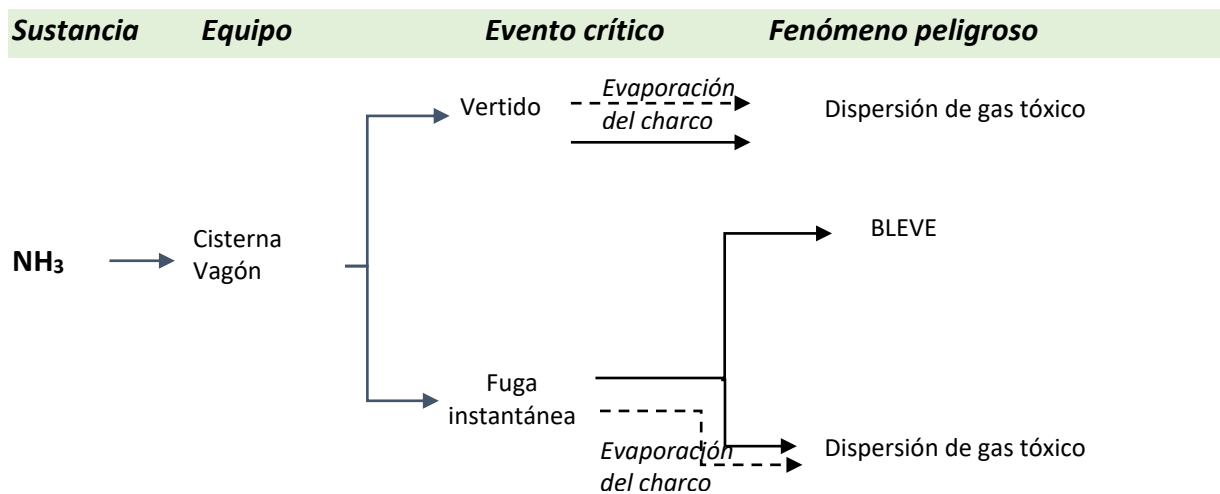 Sustancia Equipo Evento crítico Fenómeno peligroso
Evaporación
Vertido
del charco
Dispersión de gas tóxico
BLEVE
NH₃
Cisterna
Vagón
Fuga
instantánea
Evaporación
del charco
Dispersión de gas tóxico